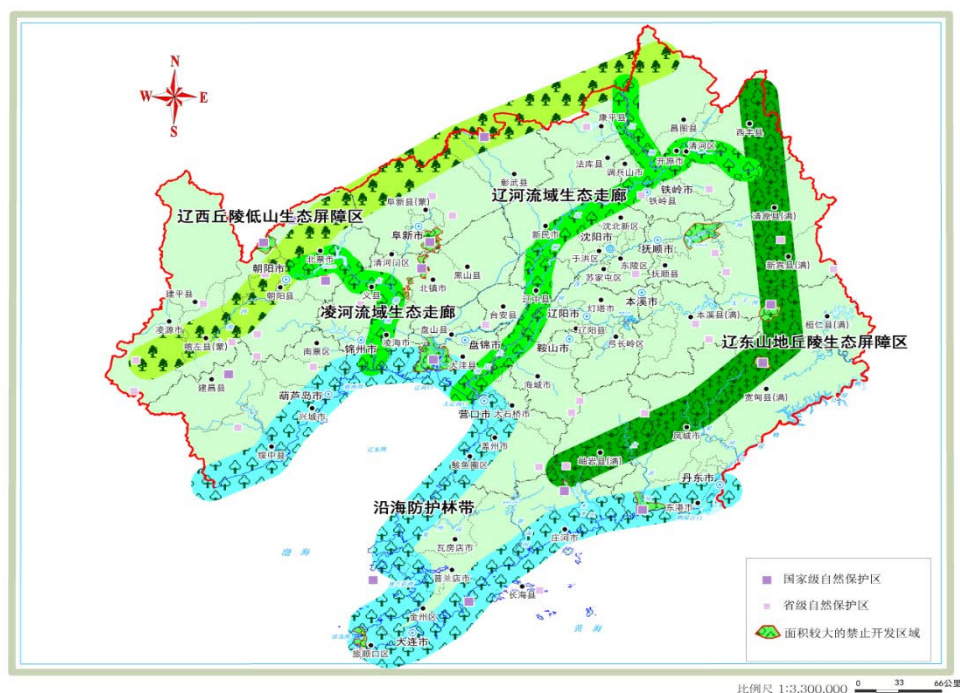 N
W E
S
康平县
昌图县
西丰县
法库县
调兵山市
开原市
清河区
彰武县
辽河流域生态走廊
铁岭市
铁岭县
阜新县(蒙)
辽西丘陵低山生态屏障区
阜新市
新民市
沈阳市
沈北新区
清原县(满)
抚顺市
于洪区
东陵区
苏家屯区
抚顺县
新宾县(满)
北票市
清河门区
黑山县
朝阳市
朝阳县
义县
北镇市
辽中县
本溪市
建平县
凌河流域生态走廊
台安县
辽阳市
灯塔市
辽阳县
本溪县(满)
桓仁县(满)
凌源市
喀左县(蒙)
南票区
锦州市
凌海市
盘山县
盘锦市
大洼县
鞍山市
弓长岭区
辽东山地丘陵生态屏障区
建昌县
葫芦岛市
兴城市
海城市
宽甸县(满)
营口市
大石桥市
绥中县
盖州市
鲅鱼圈区
岫岩县(满)
凤城市
丹东市
沿海防护林带
东港市
庄河市
瓦房店市
渤海
普兰店市
长海县
金州区
黄海
大连市
旅顺口区
国家级自然保护区
省级自然保护区
面积较大的禁止开发区域
比例尺 1:3,300,000 0 33 66公里